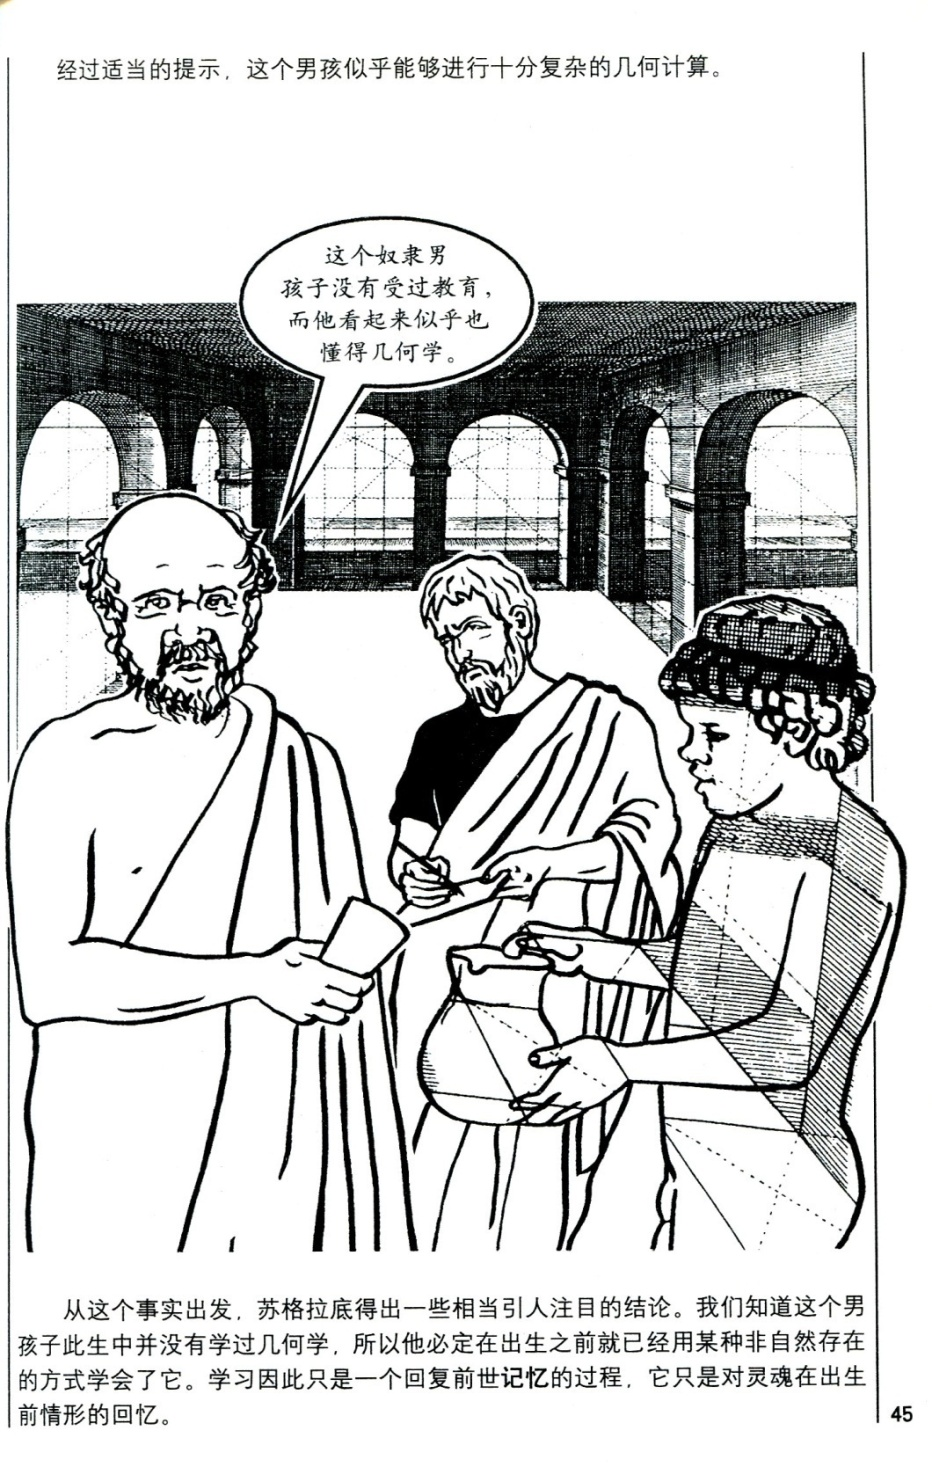 经过适当的提示，这个男孩似乎能够进行十分复杂的几何计算。
这个奴隶男
孩子没有受过教育，
而他看起来似乎也
懂得几何学。
从这个事实出发，苏格拉底得出一些相当引人注目的结论。我们知道这个男
孩子此生中并没有学过几何学，所以他必定在出生之前就已经用某种非自然存在
的方式学会了它。学习因此只是一个回复前世记忆的过程，它只是对灵魂在出生
前情形的回忆。
45